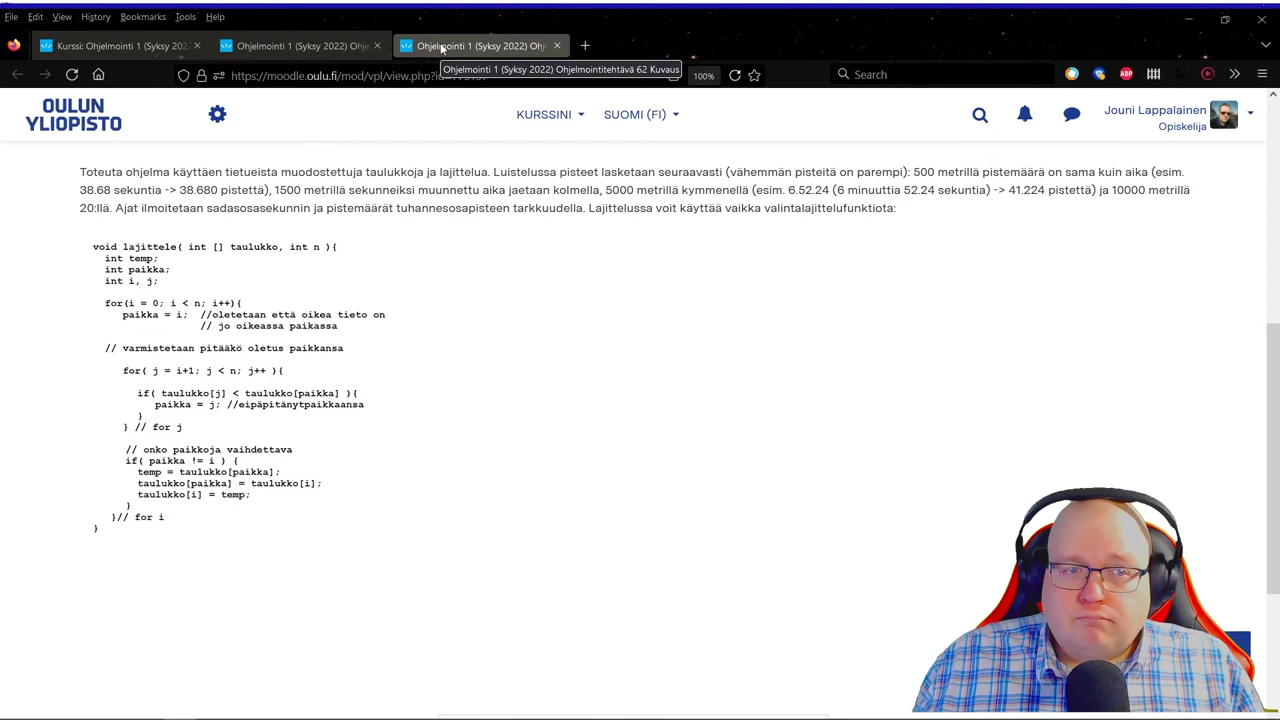 File Edit View History Bookmarks Tools Help
Kurssi: Ohjelmointi 1 (Syksy 202
Ohjelmointi 1 (Syksy 2022) Ohje
Ohjelmointi 1 (Syksy 2022) Ohj
https://moodle.oulu.fi/mod/vpl/view.php?
Ohjelmointi 1 (Syksy 2022) Ohjelmointitehtävä 62 Kuvaus
100%
Search
ABP
OULUN
YLIOPISTO
KURSSINI
SUOMI (FI)
Jouni Lappalainen
Opiskelija
Toteuta ohjelma käyttäen tietueista muodostettuja taulukkoja ja lajittelua. Luistelussa pisteet lasketaan seuraavasti (vähemmän pisteitä on parempi): 500 metrillä pistemäärä on sama kuin aika (esim.
38.68 sekuntia -> 38.680 pistettä), 1500 metrillä sekunneiksi muunnettu aika jaetaan kolmella, 5000 metrillä kymmenellä (esim. 6.52.24 (6 minuuttia 52.24 sekuntia) -> 41.224 pistettä) ja 10000 metrillä
20:llä. Ajat ilmoitetaan sadasosasekunnin ja pistemäärät tuhannesosapisteen tarkkuudella. Lajittelussa voit käyttää vaikka valintalajittelufunktiota:
void lajittele( int [] taulukko, int n ){
int temp;
int paikka;
int i, j;
for(i = 0; i < n; i++){
paikka = i; //oletetaan että oikea tieto on
// jo oikeassa paikassa
// varmistetaan pitääkö oletus paikkansa
for( j = i+1; j < n; j++ ){
if( taulukko[j] < taulukko[paikka] ){
paikka = j; //eipäpitänytpaikkaansa
}
} // for j
// onko paikkoja vaihdettava
if( paikka != i ) {
temp = taulukko[paikka];
taulukko[paikka] = taulukko[i];
taulukko[i] = temp;
}
}// for i
}